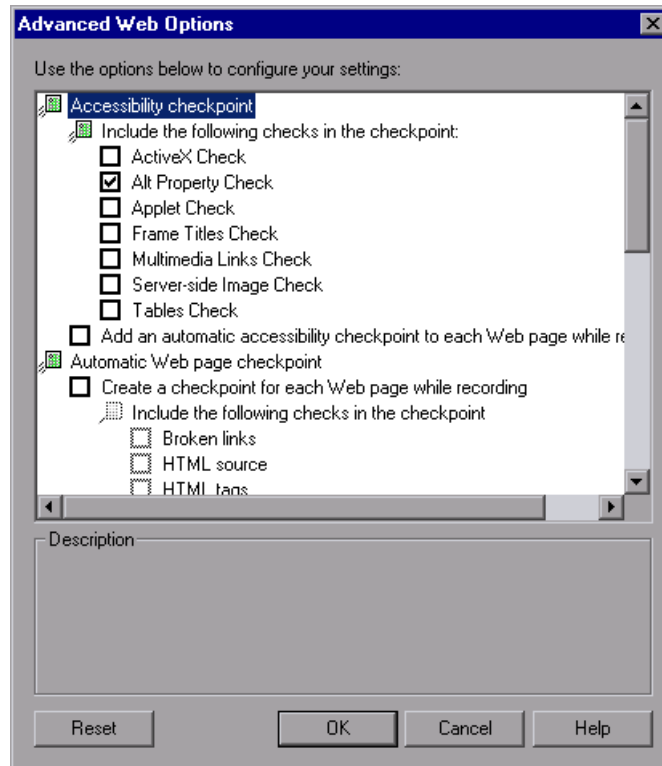 Advanced Web Options
Use the options below to configure your settings:
Accessibility checkpoint
Include the following checks in the checkpoint:
ActiveX Check
Alt Property Check
Applet Check
Frame Titles Check
Multimedia Links Check
Server-side Image Check
Tables Check
Add an automatic accessibility checkpoint to each Web page while re
Automatic Web page checkpoint
Create a checkpoint for each Web page while recording
Include the following checks in the checkpoint
Broken links
HTML source
HTML tags
Description
Reset OK Cancel Help